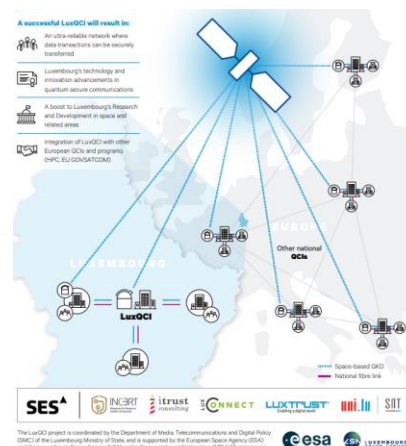 A successful LuxQCI will result in:
An ultra-reliable network where
data transactions can be securely
transferred
Luxembourg's technology and
innovation advancements in
quantum secure communications
A boost to Luxembourg's Research
and Development in space and
related areas
Integration of LuxQCI with other
European QCIs and programs
(HPC, EU GOVSATCOM)
EUROPE
Other national
QCIs
LUXEMBOURG
LuxQCI
Space-based QKD
National fibre link
SES
INCERT
itrust
consulting
LUXCONNECT
LUXTRUST
Enabling a digital world
uni.lu
SNT
The LuxQCI project is coordinated by the Department of Media, Telecommunications and Digital Policy
(SMC) of the Luxembourg Ministry of State, and is supported by the European Space Agency (ESA)
esa
LUXEMBOURG